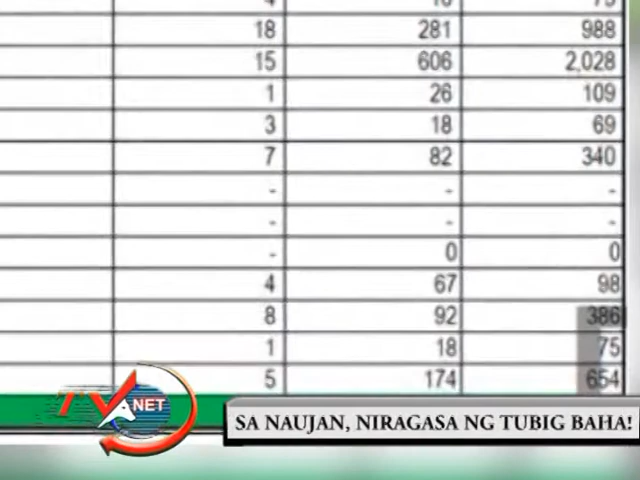 18 281 988
15 606 2,028
1 26 109
3 18 69
7 82 340
- - -
- - -
- 0 0
4 67 98
8 92 386
1 18 75
5 174 654
TV NET
SA NAUJAN, NIRAGASA NG TUBIG BAHA!